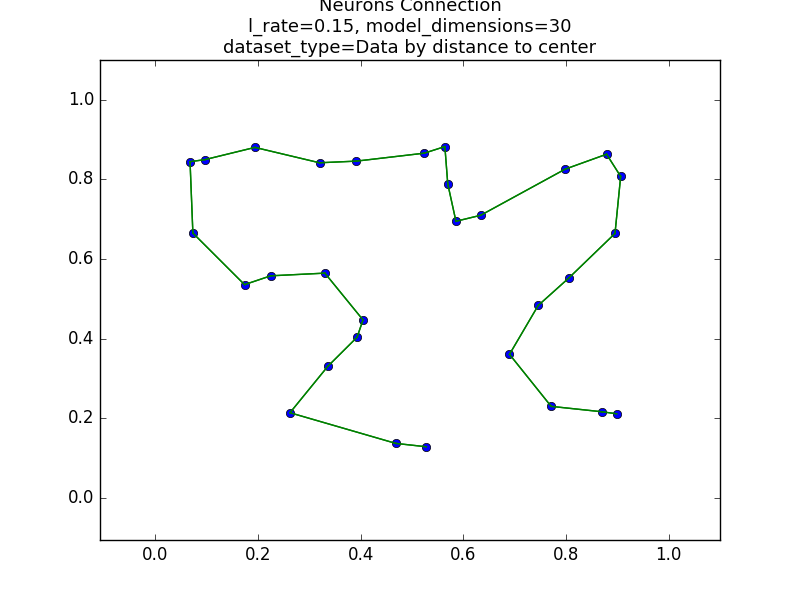 Neurons Connection
l_rate=0.15, model_dimensions=30
dataset_type=Data by distance to center
1.0
0.8
0.6
0.4
0.2
0.0
0.0 0.2 0.4 0.6 0.8 1.0